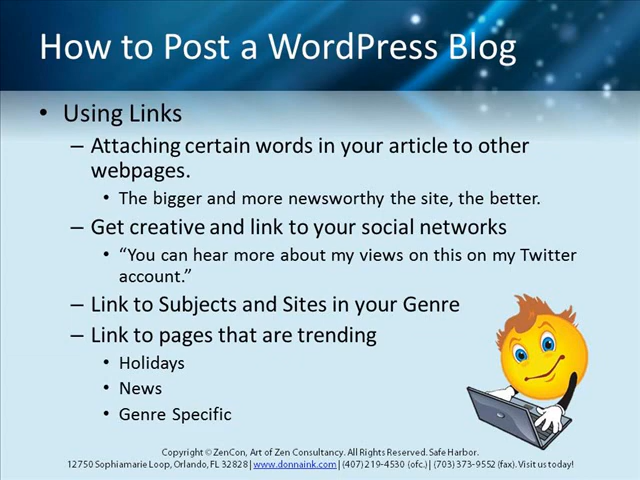 How to Post a WordPress Blog
• Using Links
– Attaching certain words in your article to other
webpages.
• The bigger and more newsworthy the site, the better.
– Get creative and link to your social networks
• “You can hear more about my views on this on my Twitter
account.”
– Link to Subjects and Sites in your Genre
– Link to pages that are trending
• Holidays
• News
• Genre Specific
Copyright © ZenCon, Art of Zen Consultancy. All Rights Reserved. Safe Harbor.
12750 Sophiamarie Loop, Orlando, FL 32828 | www.donnaink.com | (407) 219-4530 (ofc.) | (703) 373-9552 (fax). Visit us today!